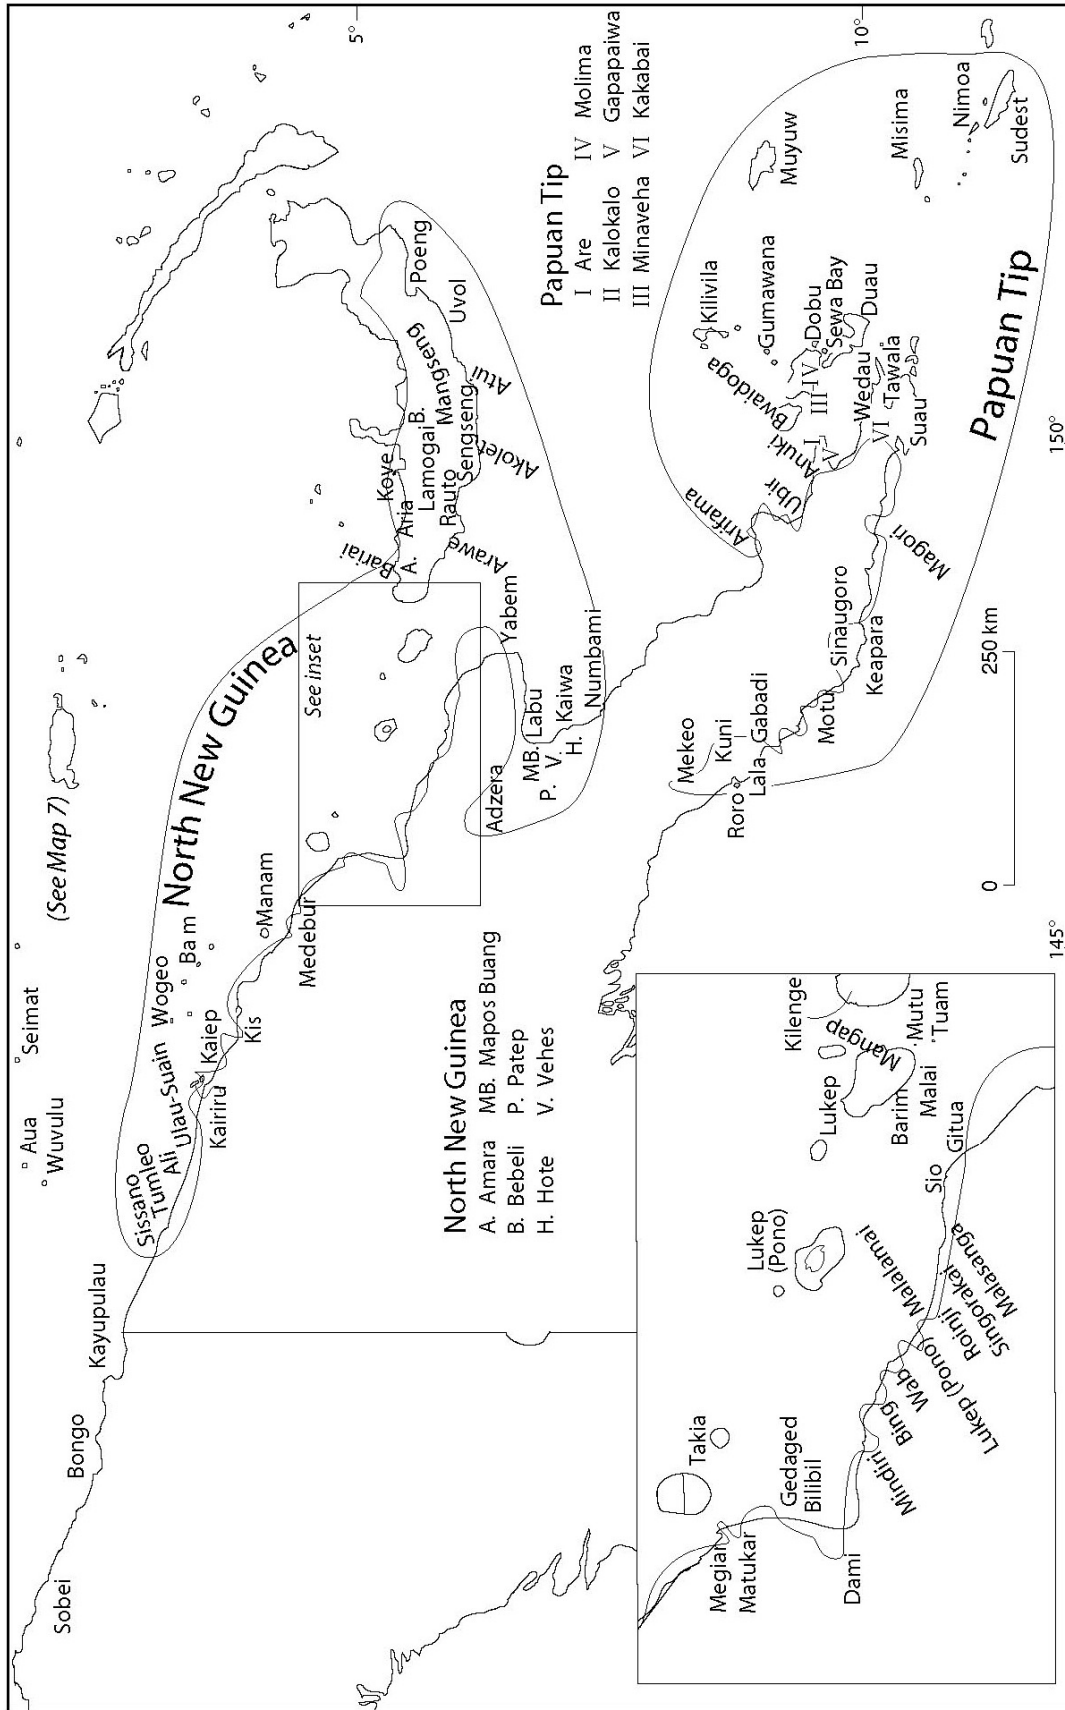 (See Map 7)
Seimat
Aua
Wuvulu
Sobei
Bongo
Kayupulau
Sissano
Tumleo
Ali
Ulau-Suain
Kairiru
Kaiep
Wogeo
Bam
Kis
Manam
Medebur
North New Guinea
See inset
Bariai
A.
Aria
Koye
Lamogai
B.
Rauto
Mangseng
Sengseng
Poeng
Uvol
Atui
Akolet
Arawe
Yabem
Adzera
MB.
Labu
P.
V.
Kaiwa
H.
Numbami
5°
North New Guinea
A. Amara MB. Mapos Buang
B. Bebeli P. Patep
H. Hote V. Vehes
Papuan Tip
I Are IV Molima
II Kalokalo V Gapapaiwa
III Minaveha VI Kakabai
Mekeo
Roro
Kuni
Lala
Gabadi
Motu
Sinaugoro
Keapara
Magori
Arifama
Ubir
Anuki
I
V
Bwaidoga
III
IV
Kilivila
Gumawana
Dobu
Sewa Bay
Duau
Wedau
Tawala
VI
Suau
Muyuw
Misima
Nimoa
Sudest
Papuan Tip
10°
0 250 km
145°
150°
Takia
Megiar
Matukar
Gedaged
Bilibil
Dami
Mindiri
Bing
Wab
Lukep (Pono)
Roinji
Singorakai
Malasanga
Malalamai
Lukep
(Pono)
Lukep
Sio
Gitua
Barim
Malai
Mangap
Kilenge
Mutu
Tuam